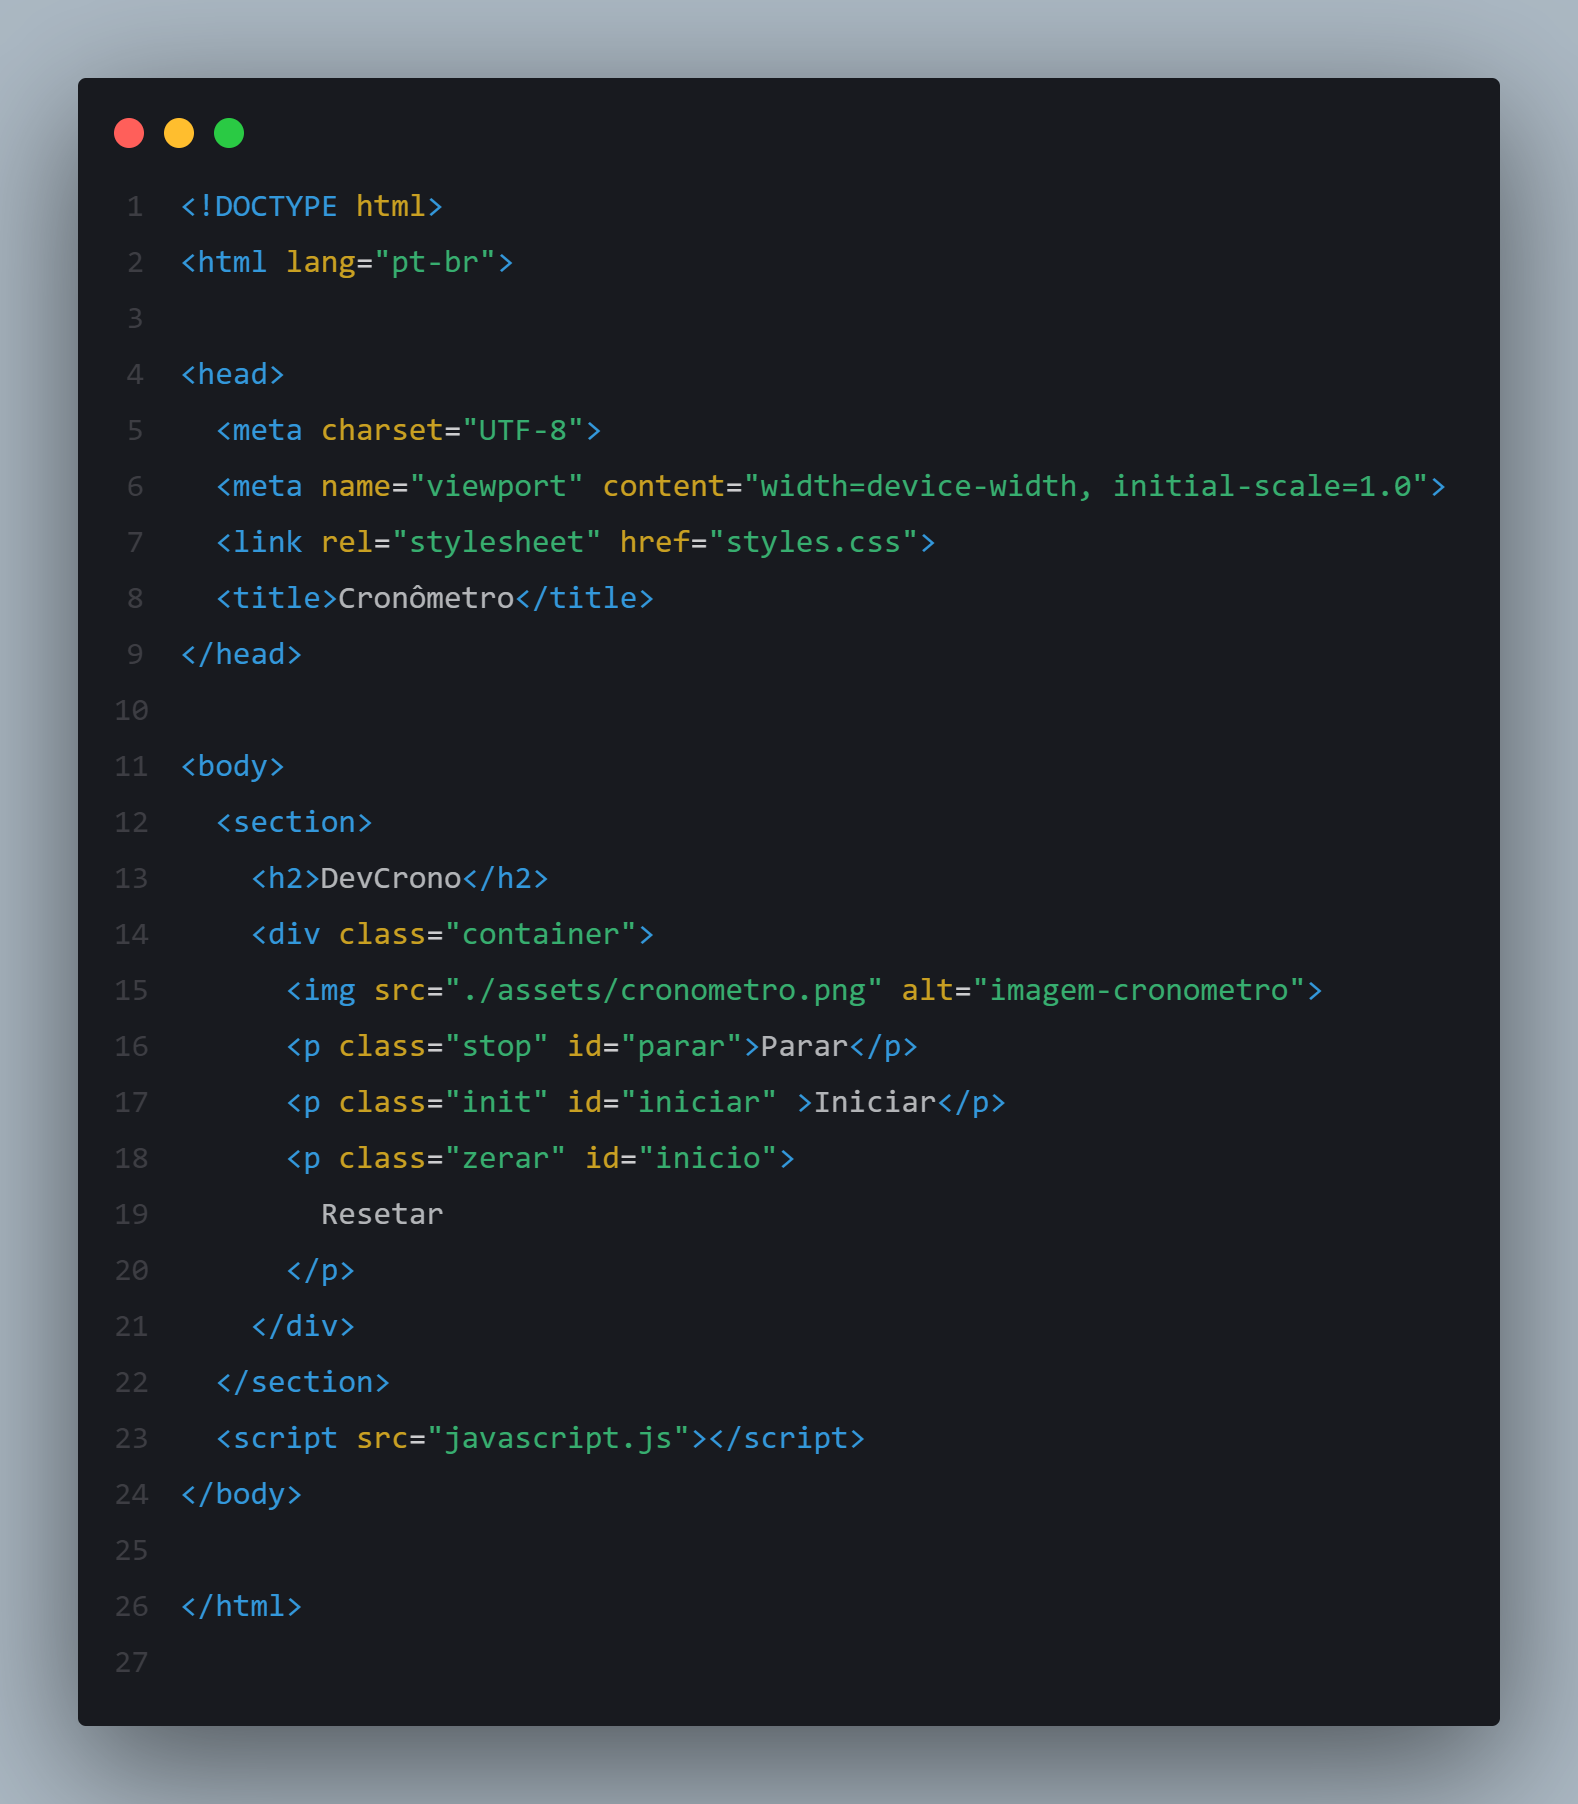 1 <!DOCTYPE html>
2 <html lang="pt-br">
3
4 <head>
5   <meta charset="UTF-8">
6   <meta name="viewport" content="width=device-width, initial-scale=1.0">
7   <link rel="stylesheet" href="styles.css">
8   <title>Cronômetro</title>
9 </head>
10
11 <body>
12   <section>
13     <h2>DevCrono</h2>
14     <div class="container">
15       <img src="./assets/cronometro.png" alt="imagem-cronometro">
16       <p class="stop" id="parar">Parar</p>
17       <p class="init" id="iniciar" >Iniciar</p>
18       <p class="zerar" id="inicio">
19         Resetar
20       </p>
21     </div>
22   </section>
23   <script src="javascript.js"></script>
24 </body>
25
26 </html>
27